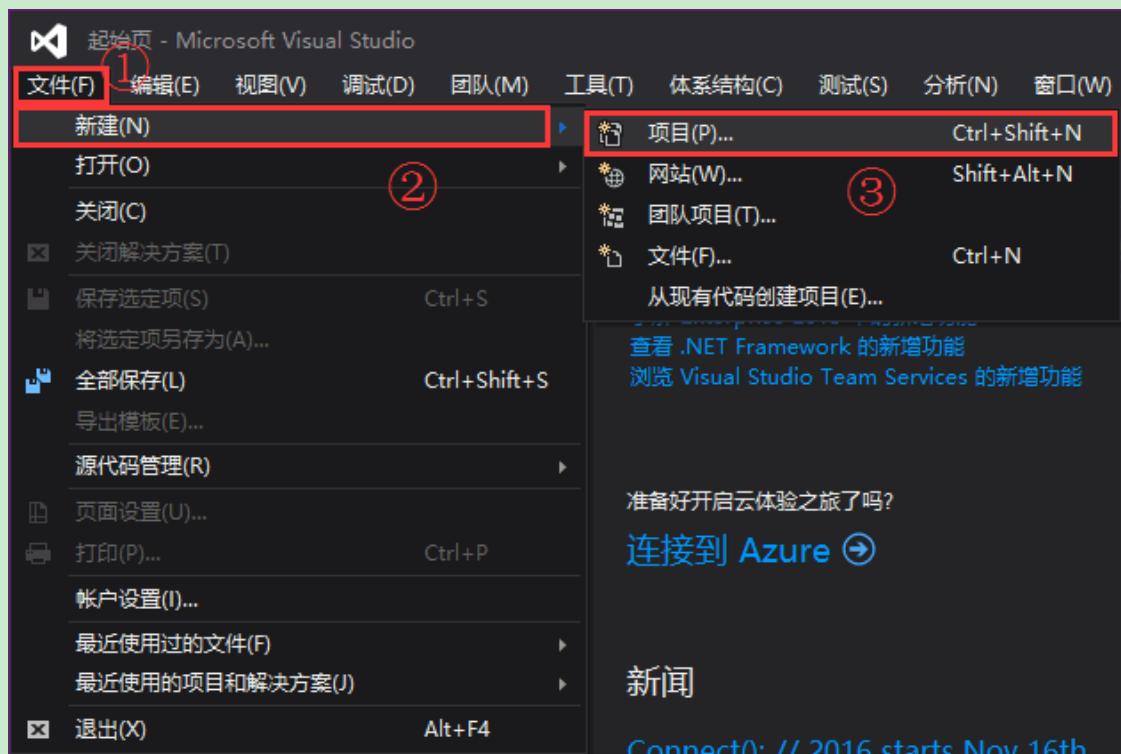 起始页 - Microsoft Visual Studio
①
文件(F) 编辑(E) 视图(V) 调试(D) 团队(M) 工具(T) 体系结构(C) 测试(S) 分析(N) 窗口(W)
新建(N)
打开(O)
②
关闭(C)
关闭解决方案(T)
保存选定项(S) Ctrl+S
将选定项另存为(A)...
全部保存(L) Ctrl+Shift+S
导出模板(E)...
源代码管理(R)
页面设置(U)...
打印(P)... Ctrl+P
帐户设置(I)...
最近使用过的文件(F)
最近使用的项目和解决方案(J)
退出(X) Alt+F4
项目(P)... Ctrl+Shift+N
网站(W)... Shift+Alt+N
③
团队项目(T)...
文件(F)... Ctrl+N
从现有代码创建项目(E)...
查看 .NET Framework 的新增功能
浏览 Visual Studio Team Services 的新增功能
准备好开启云体验之旅了吗?
连接到 Azure
新闻
Connect(); // 2016 starts Nov 16th